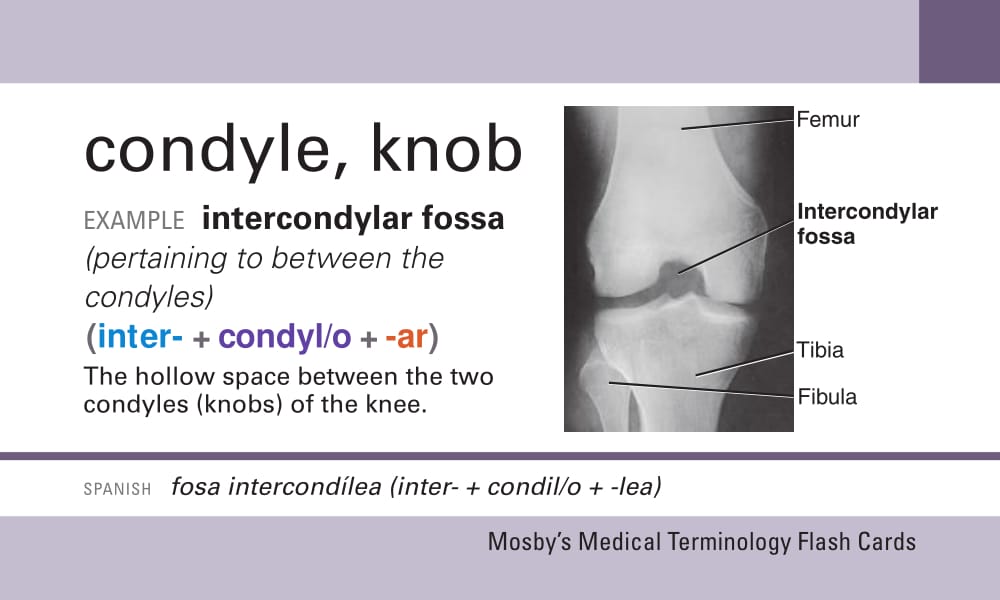 condyle, knob
EXAMPLE intercondylar fossa
(pertaining to between the
condyles)
(inter- + condyl/o + -ar)
The hollow space between the two
condyles (knobs) of the knee.
Femur
Intercondylar
fossa
Tibia
Fibula
SPANISH fosa intercondílea (inter- + condil/o + -lea)
Mosby's Medical Terminology Flash Cards